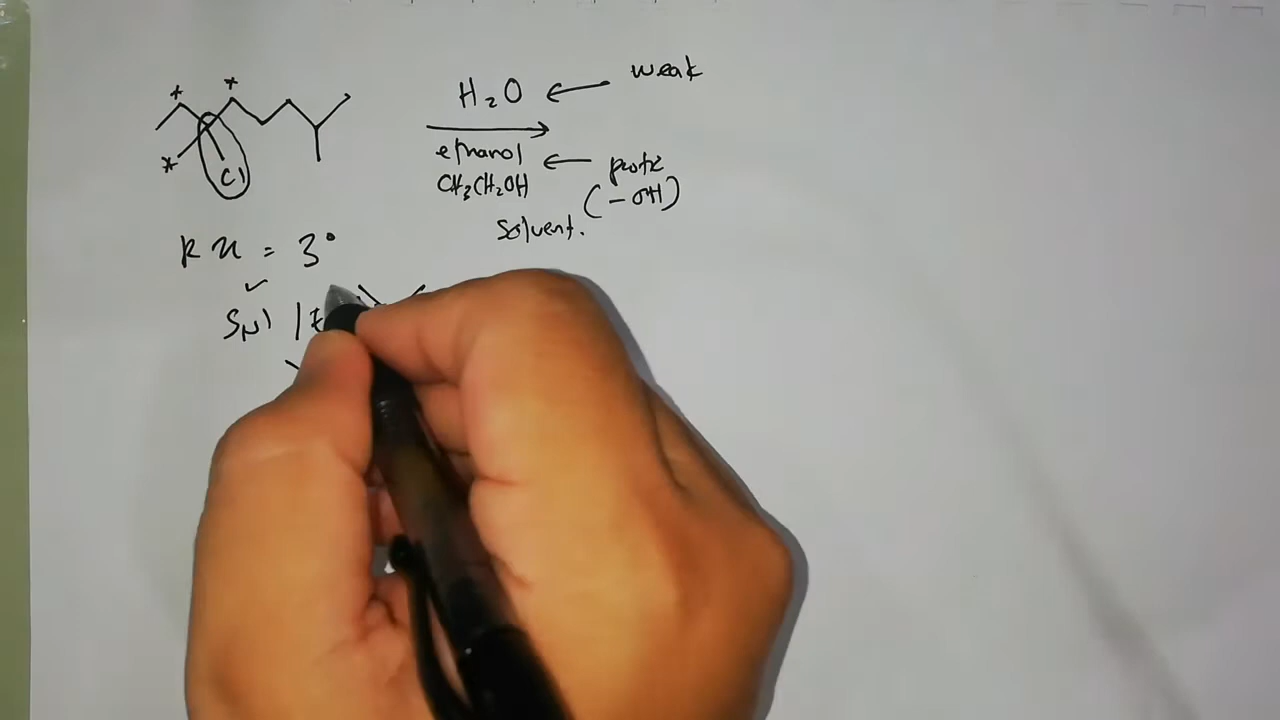 weak
H₂O
ethanol
protic
CH₃CH₂OH
(-OH)
Cl
Solvent.
RX = 3°
SN1 | E